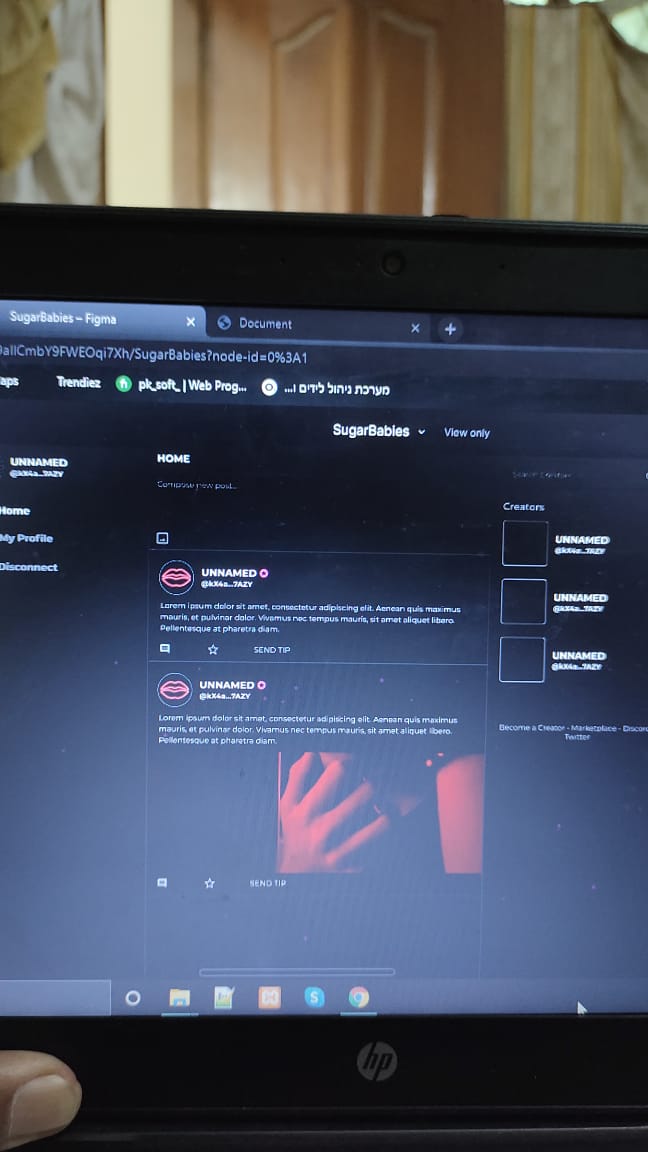 SugarBabies – Figma
Document
9aIICmbY9FWEOqi7Xh/SugarBabies?node-id=0%3A1
aps
Trendiez
pk_soft_ | Web Prog...
מערכת ניהול לידים ו...
SugarBabies
View only
UNNAMED
@kX4a...7AZY
Home
My Profile
Disconnect
HOME
Compose new post...
UNNAMED
@kX4a...7AZY
Lorem ipsum dolor sit amet, consectetur adipiscing elit. Aenean quis maximus
mauris, et pulvinar dolor. Vivamus nec tempus mauris, sit amet aliquet libero.
Pellentesque at pharetra diam.
SEND TIP
UNNAMED
@kX4a...7AZY
Lorem ipsum dolor sit amet, consectetur adipiscing elit. Aenean quis maximus
mauris, et pulvinar dolor. Vivamus nec tempus mauris, sit amet aliquet libero.
Pellentesque at pharetra diam.
SEND TIP
Search Creators
Creators
UNNAMED
@kX4a...7AZY
UNNAMED
@kX4a...7AZY
UNNAMED
@kX4a...7AZY
Become a Creator - Marketplace - Discord
Twitter
hp